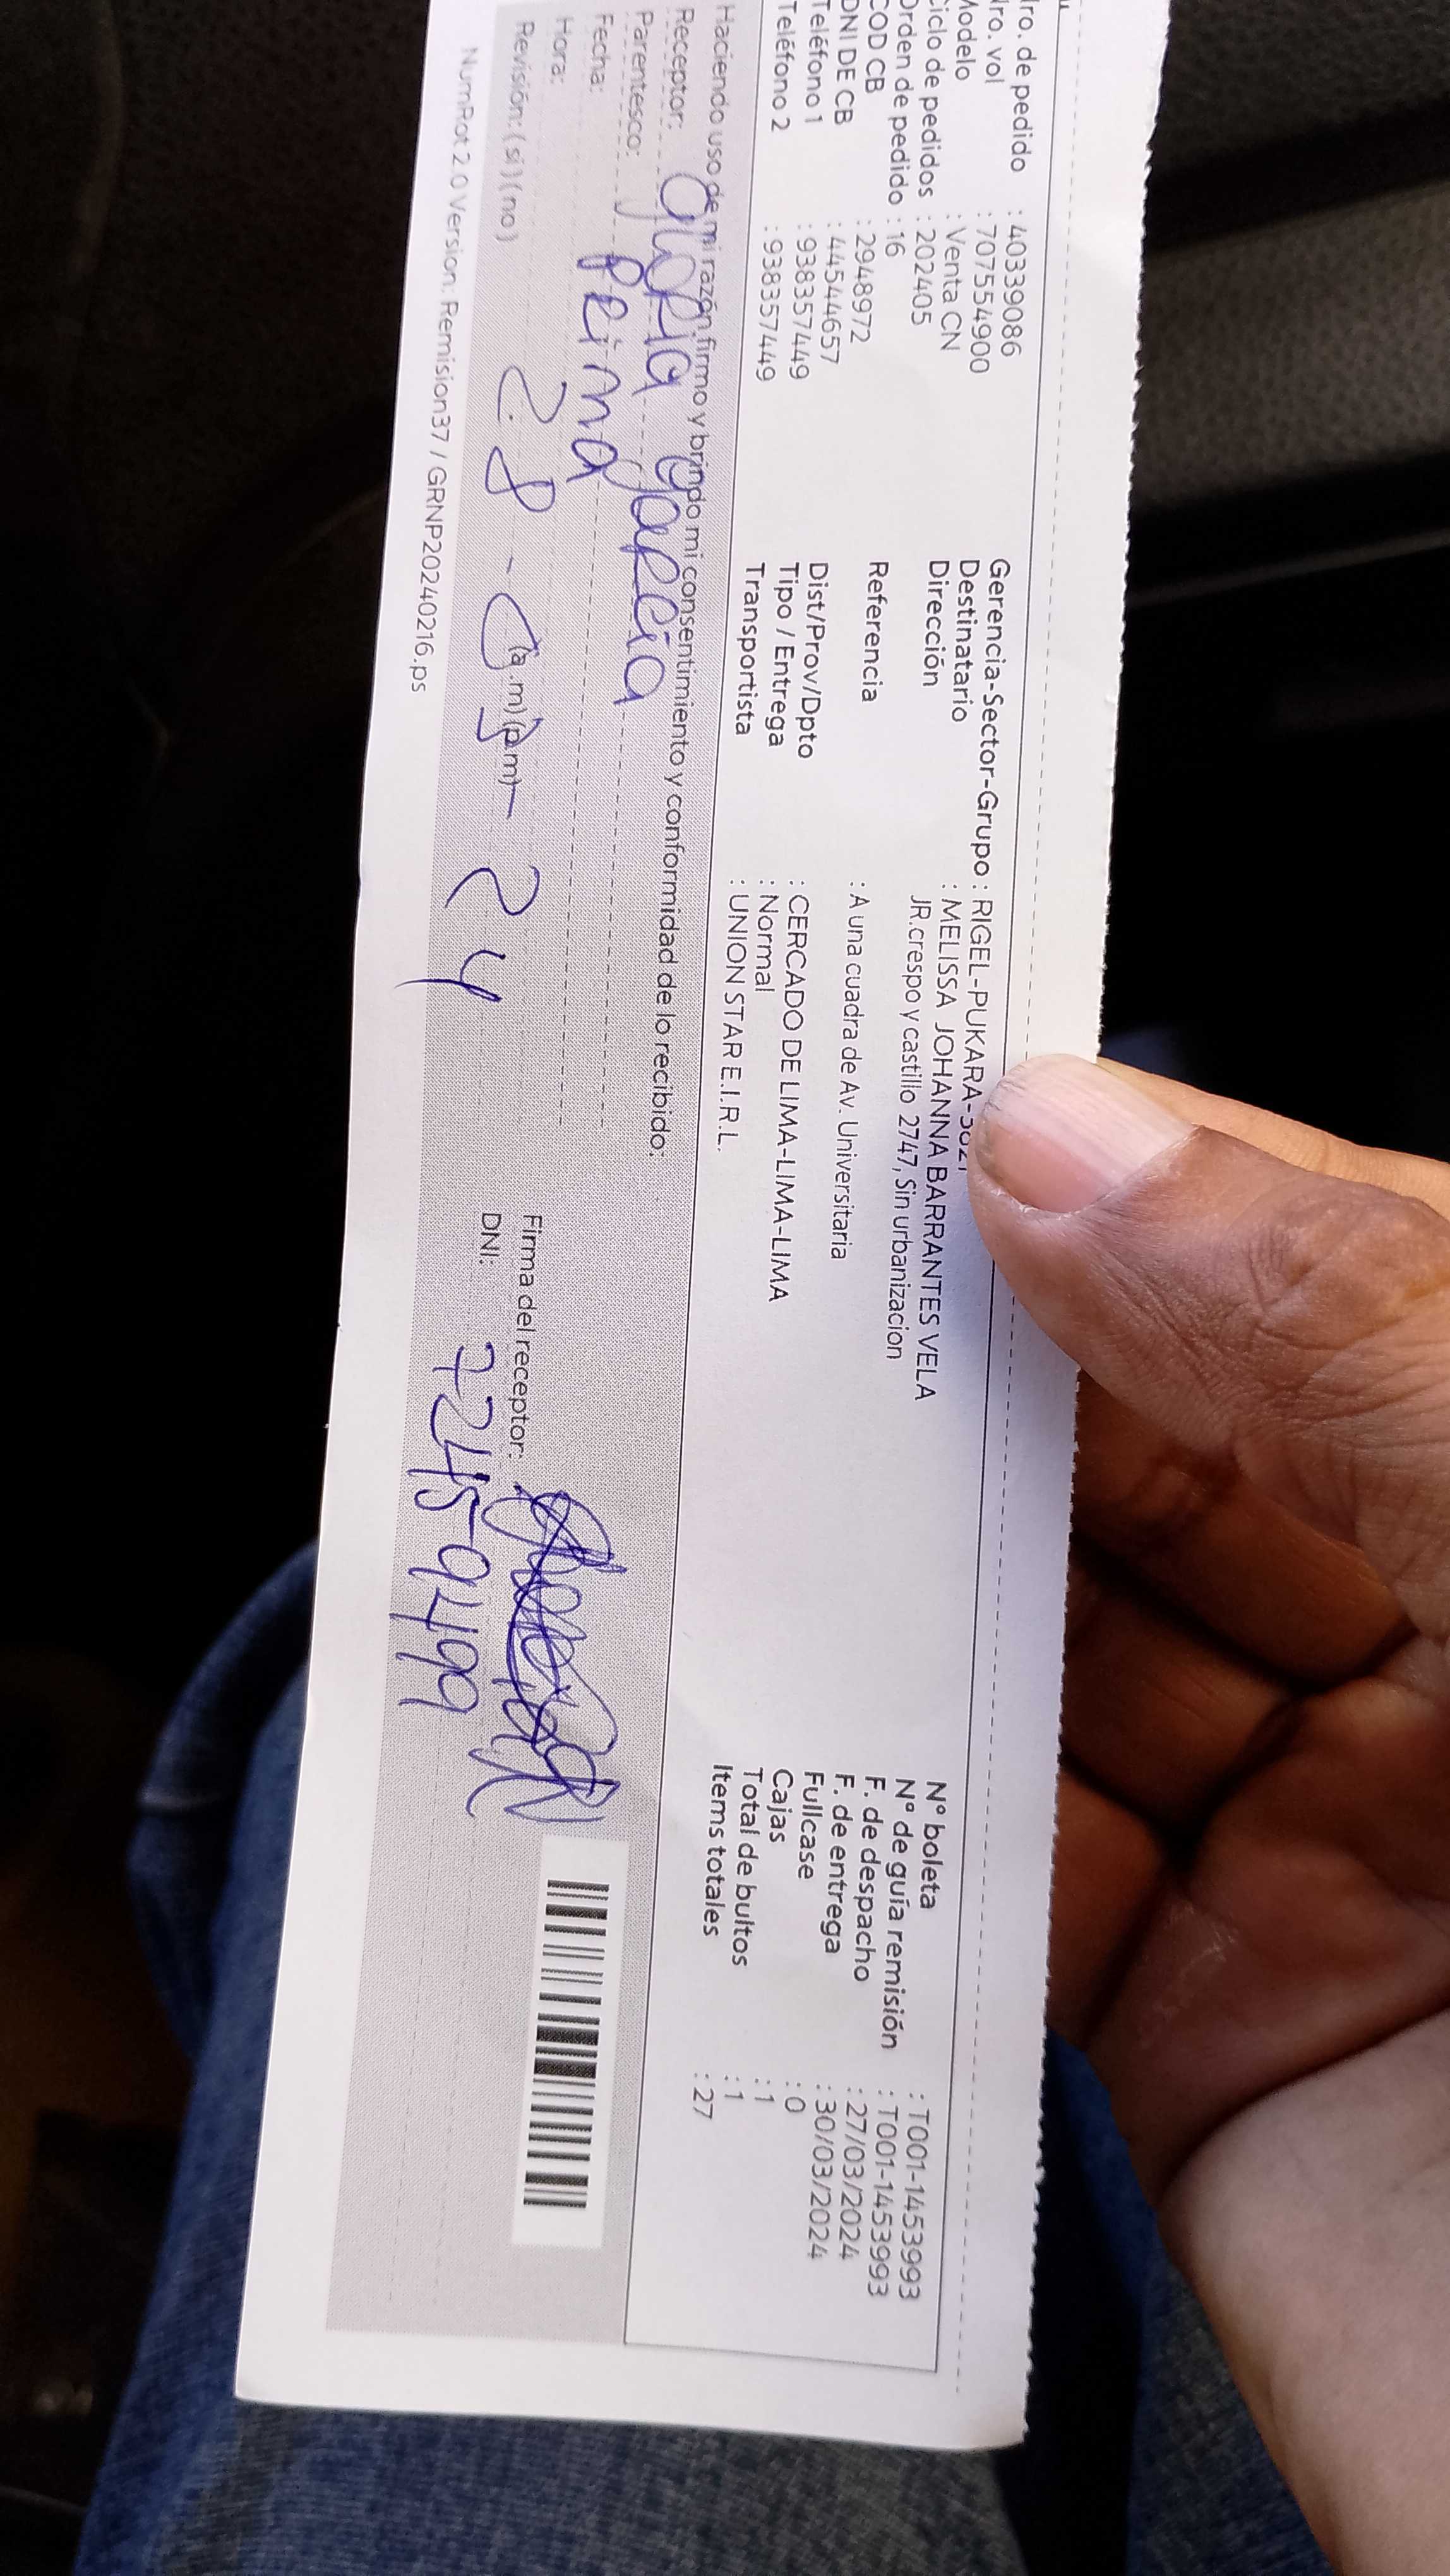 Nro. de pedido : 40339086
Nro. vol : 707554900
Modelo : Venta CN
Ciclo de pedidos : 202405
Orden de pedido : 16
COD CB : 2948972
DNI DE CB : 44544657
Teléfono 1 : 938357449
Teléfono 2 : 938357449
Gerencia-Sector-Grupo : RIGEL-PUKARA-
Destinatario : MELISSA JOHANNA BARRANTES VELA
Dirección JR.crespo y castillo 2747, Sin urbanizacion
Referencia : A una cuadra de Av. Universitaria
Dist/Prov/Dpto : CERCADO DE LIMA-LIMA-LIMA
Tipo / Entrega : Normal
Transportista : UNION STAR E.I.R.L.
N° boleta : T001-1453993
N° de guía remisión : T001-1453993
F. de despacho : 27/03/2024
F. de entrega : 30/03/2024
Fullcase : 0
Cajas : 1
Total de bultos : 1
Items totales : 27
Haciendo uso de mi razón, firmo y brindo mi consentimiento y conformidad de lo recibido:
Receptor: gloria garcia
Parentesco: Prima
Fecha:
Hora: (a.m) (p.m)
Revisión: ( si ) ( no )
Firma del receptor:
DNI: 72459499
NumRot 2.0 Version: Remision37 / GRNP20240216.ps